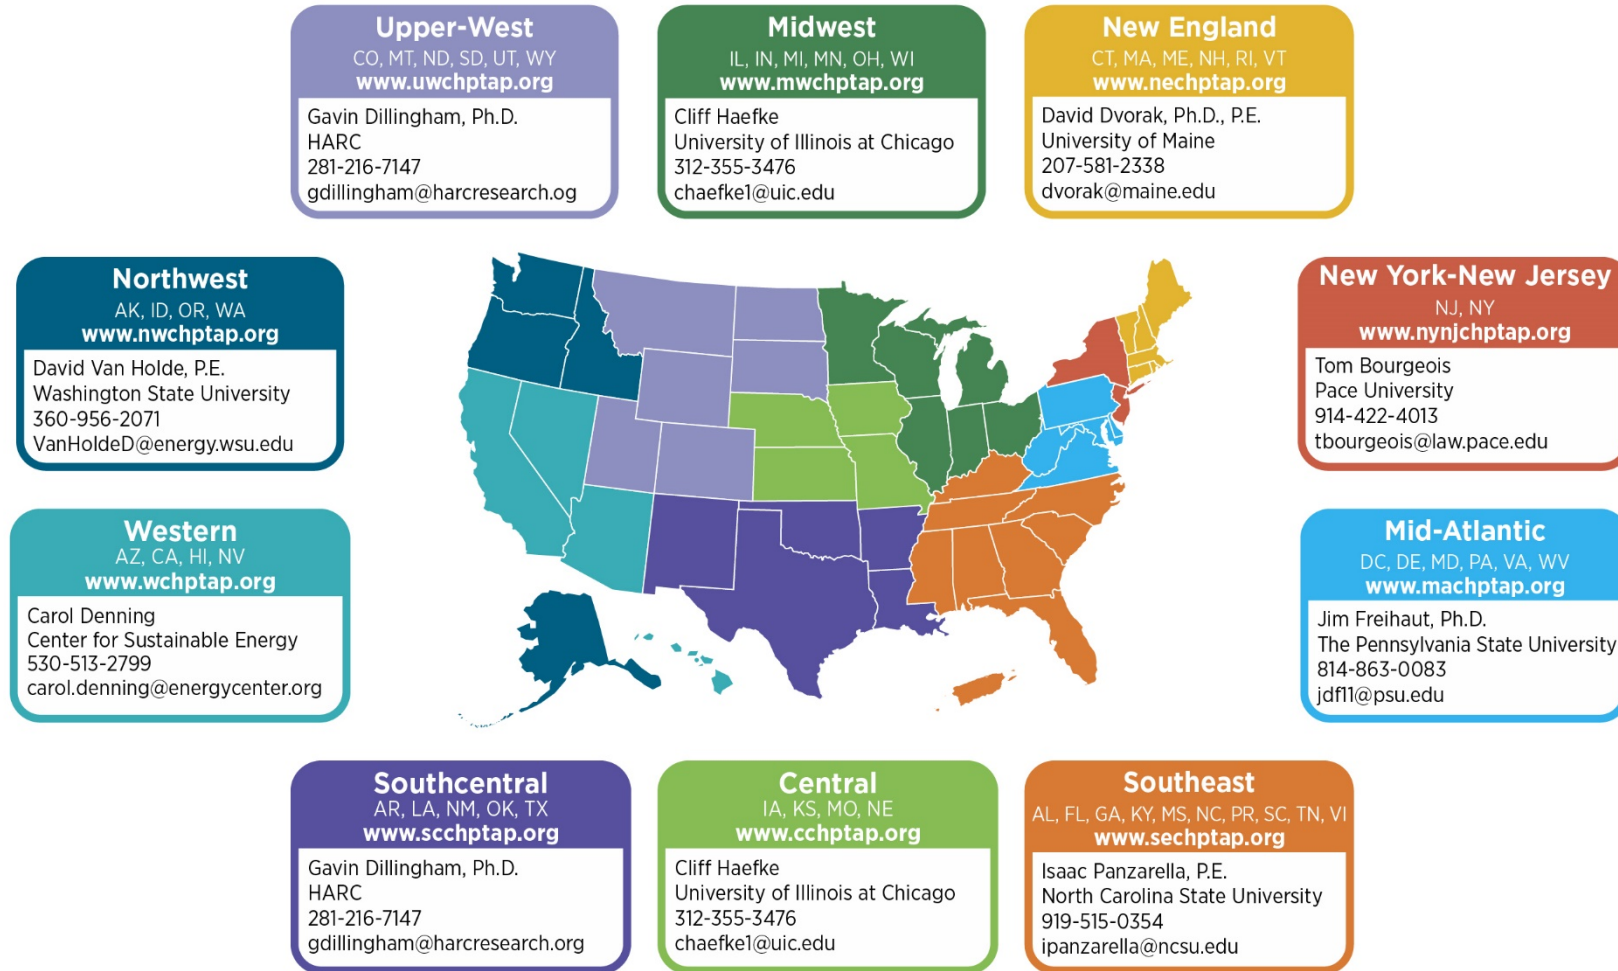 Upper-West
CO, MT, ND, SD, UT, WY
www.uwchptap.org
Gavin Dillingham, Ph.D.
HARC
281-216-7147
gdillingham@harcresearch.og
Midwest
IL, IN, MI, MN, OH, WI
www.mwchptap.org
Cliff Haefke
University of Illinois at Chicago
312-355-3476
chaefke1@uic.edu
New England
CT, MA, ME, NH, RI, VT
www.nechptap.org
David Dvorak, Ph.D., P.E.
University of Maine
207-581-2338
dvorak@maine.edu
Northwest
AK, ID, OR, WA
www.nwchptap.org
David Van Holde, P.E.
Washington State University
360-956-2071
VanHoldeD@energy.wsu.edu
New York-New Jersey
NJ, NY
www.nynjchptap.org
Tom Bourgeois
Pace University
914-422-4013
tbourgeois@law.pace.edu
Western
AZ, CA, HI, NV
www.wchptap.org
Carol Denning
Center for Sustainable Energy
530-513-2799
carol.denning@energycenter.org
Mid-Atlantic
DC, DE, MD, PA, VA, WV
www.machptap.org
Jim Freihaut, Ph.D.
The Pennsylvania State University
814-863-0083
jdf11@psu.edu
Southcentral
AR, LA, NM, OK, TX
www.scchptap.org
Gavin Dillingham, Ph.D.
HARC
281-216-7147
gdillingham@harcresearch.org
Central
IA, KS, MO, NE
www.cchptap.org
Cliff Haefke
University of Illinois at Chicago
312-355-3476
chaefke1@uic.edu
Southeast
AL, FL, GA, KY, MS, NC, PR, SC, TN, VI
www.sechptap.org
Isaac Panzarella, P.E.
North Carolina State University
919-515-0354
ipanzarella@ncsu.edu